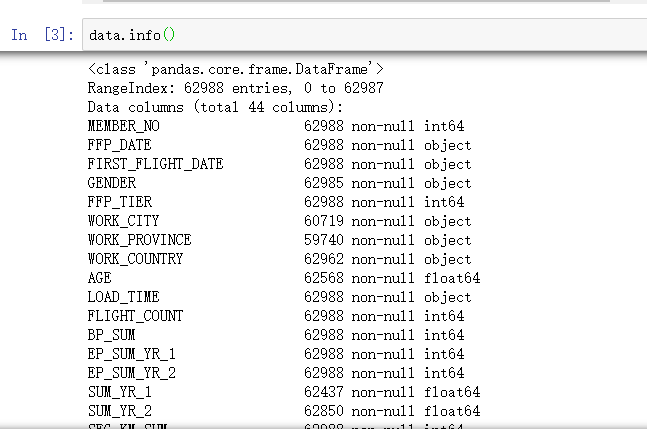 In [3]: data.info()
<class 'pandas.core.frame.DataFrame'>
RangeIndex: 62988 entries, 0 to 62987
Data columns (total 44 columns):
MEMBER_NO 62988 non-null int64
FFP_DATE 62988 non-null object
FIRST_FLIGHT_DATE 62988 non-null object
GENDER 62985 non-null object
FFP_TIER 62988 non-null int64
WORK_CITY 60719 non-null object
WORK_PROVINCE 59740 non-null object
WORK_COUNTRY 62962 non-null object
AGE 62568 non-null float64
LOAD_TIME 62988 non-null object
FLIGHT_COUNT 62988 non-null int64
BP_SUM 62988 non-null int64
EP_SUM_YR_1 62988 non-null int64
EP_SUM_YR_2 62988 non-null int64
SUM_YR_1 62437 non-null float64
SUM_YR_2 62850 non-null float64
SEG_KM_SUM 62988 non-null int64